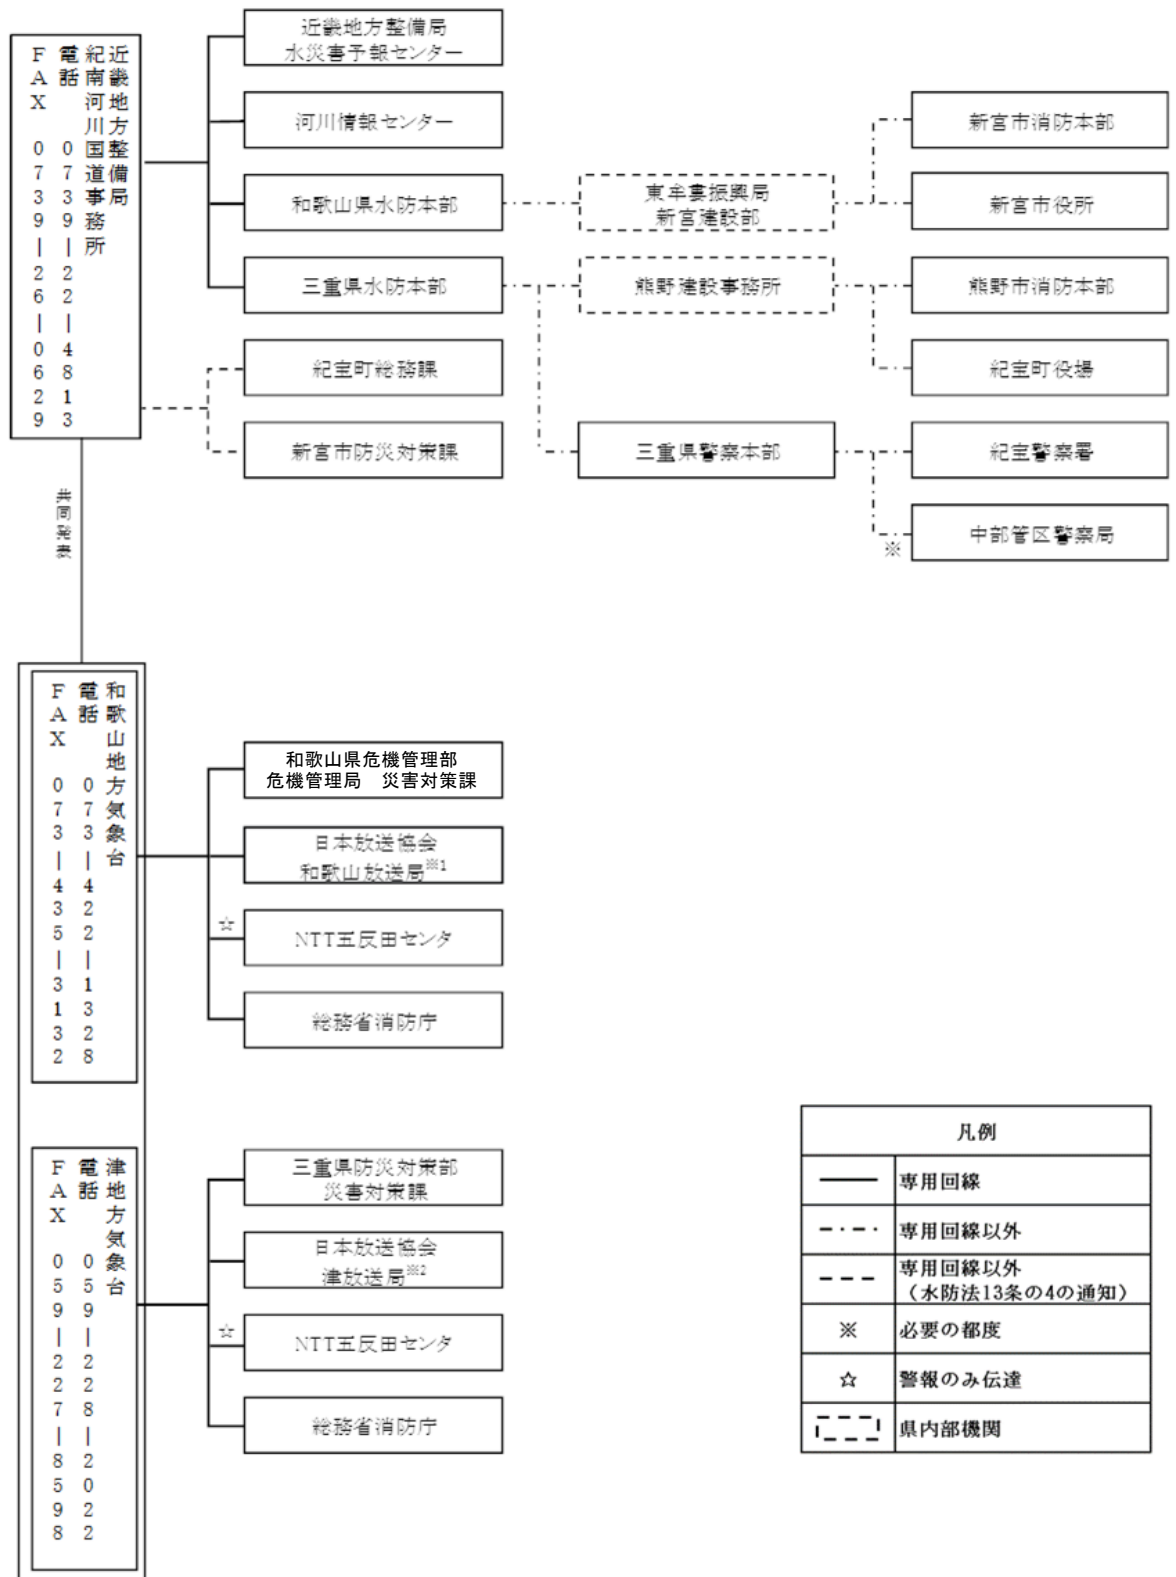 近畿地方整備局
紀南河川国道事務所
電話 0739|22|4813
FAX 0739|26|0629
近畿地方整備局
水災害予報センター
河川情報センター
和歌山県水防本部
三重県水防本部
紀宝町総務課
新宮市防災対策課
東牟婁振興局
新宮建設部
熊野建設事務所
三重県警察本部
新宮市消防本部
新宮市役所
熊野市消防本部
紀宝町役場
紀宝警察署
中部管区警察局
※
共同発表
和歌山地方気象台
電話 073|422|1328
FAX 073|435|3132
和歌山県危機管理部
危機管理局 災害対策課
日本放送協会
和歌山放送局※1
☆
NTT五反田センタ
総務省消防庁
津地方気象台
電話 059|228|2022
FAX 059|227|8598
三重県防災対策部
災害対策課
日本放送協会
津放送局※2
☆
NTT五反田センタ
総務省消防庁
凡例
専用回線
専用回線以外
専用回線以外
（水防法13条の4の通知）
※ 必要の都度
☆ 警報のみ伝達
県内部機関